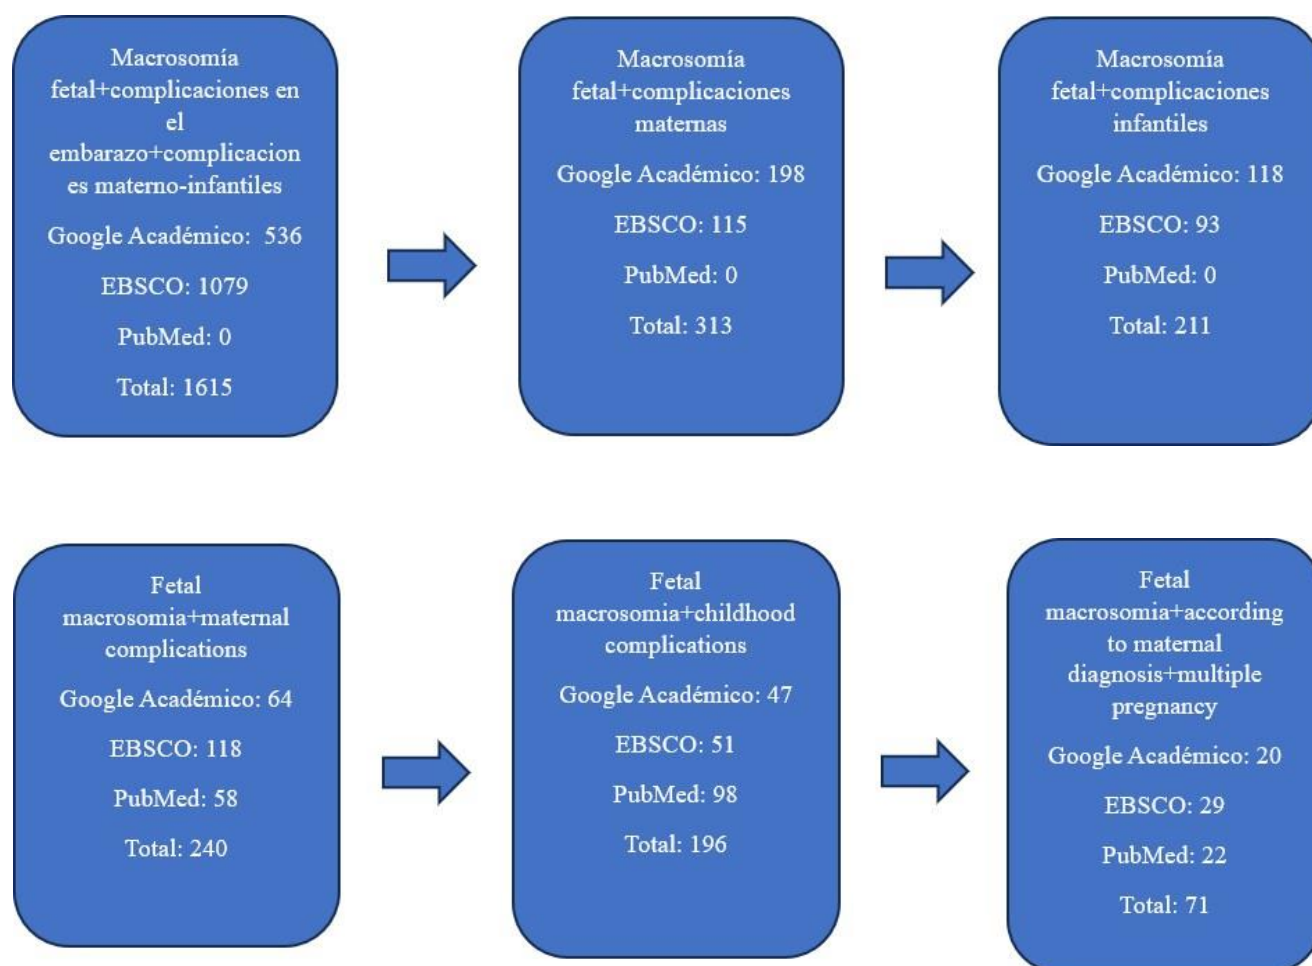 Macrosomía
fetal+complicaciones en
el
embarazo+complicacion
es materno-infantiles
Google Académico: 536
EBSCO: 1079
PubMed: 0
Total: 1615
Macrosomía
fetal+complicaciones
maternas
Google Académico: 198
EBSCO: 115
PubMed: 0
Total: 313
Macrosomía
fetal+complicaciones
infantiles
Google Académico: 118
EBSCO: 93
PubMed: 0
Total: 211
Fetal
macrosomia+maternal
complications
Google Académico: 64
EBSCO: 118
PubMed: 58
Total: 240
Fetal
macrosomia+childhood
complications
Google Académico: 47
EBSCO: 51
PubMed: 98
Total: 196
Fetal
macrosomia+according
to maternal
diagnosis+multiple
pregnancy
Google Académico: 20
EBSCO: 29
PubMed: 22
Total: 71